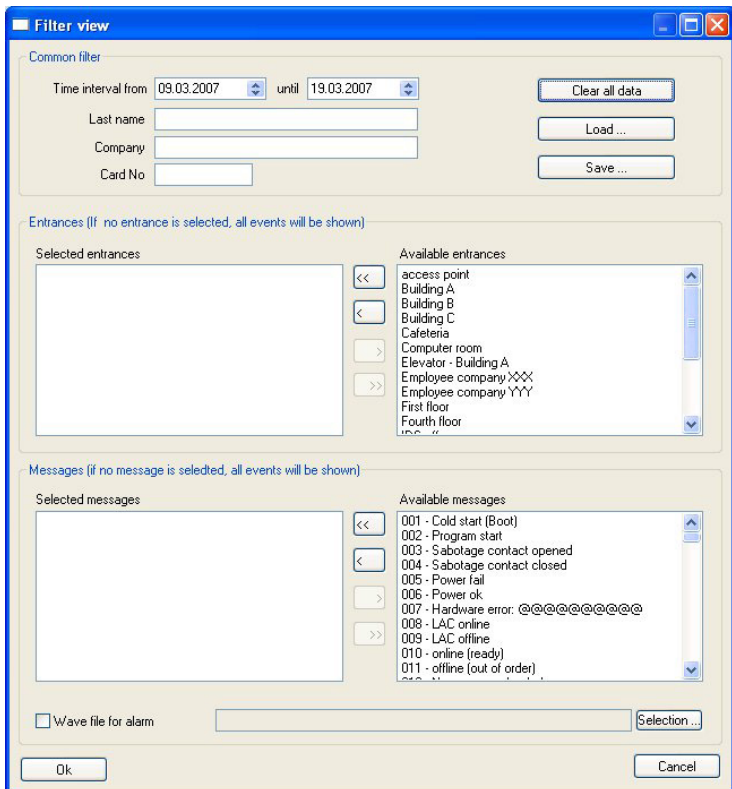 Filter view
Common filter
Time interval from 09.03.2007 until 19.03.2007
Clear all data
Last name
Load ...
Company
Card No
Save ...
Entrances (If no entrance is selected, all events will be shown)
Selected entrances
Available entrances
<<
<
>
>>
access point
Building A
Building B
Building C
Cafeteria
Computer room
Elevator - Building A
Employee company XXX
Employee company YYY
First floor
Fourth floor
Messages (if no message is seledted, all events will be shown)
Selected messages
Available messages
<<
<
>
>>
001 - Cold start (Boot)
002 - Program start
003 - Sabotage contact opened
004 - Sabotage contact closed
005 - Power fail
006 - Power ok
007 - Hardware error: @@@@@@@@@@
008 - LAC online
009 - LAC offline
010 - online (ready)
011 - offline (out of order)
Wave file for alarm
Selection ...
Ok
Cancel